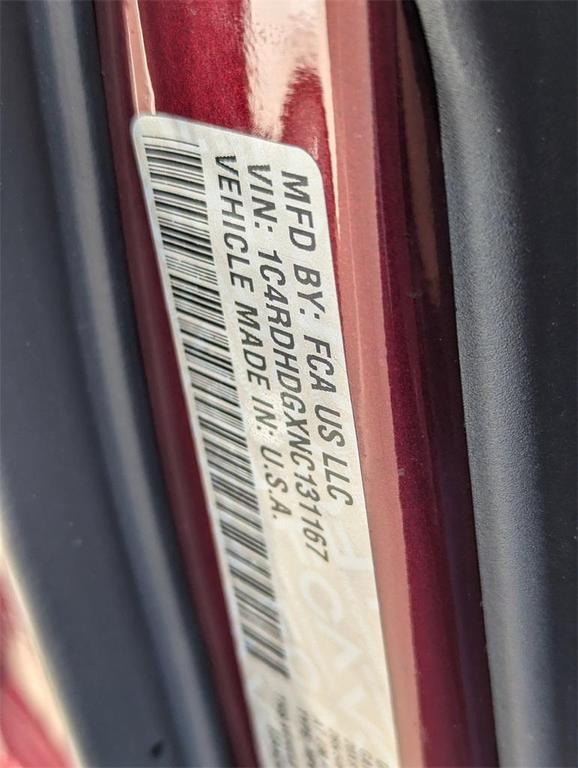 MFD BY: FCA US LLC
VIN: 1C4RDHDGXNC131167
VEHICLE MADE IN: U.S.A.